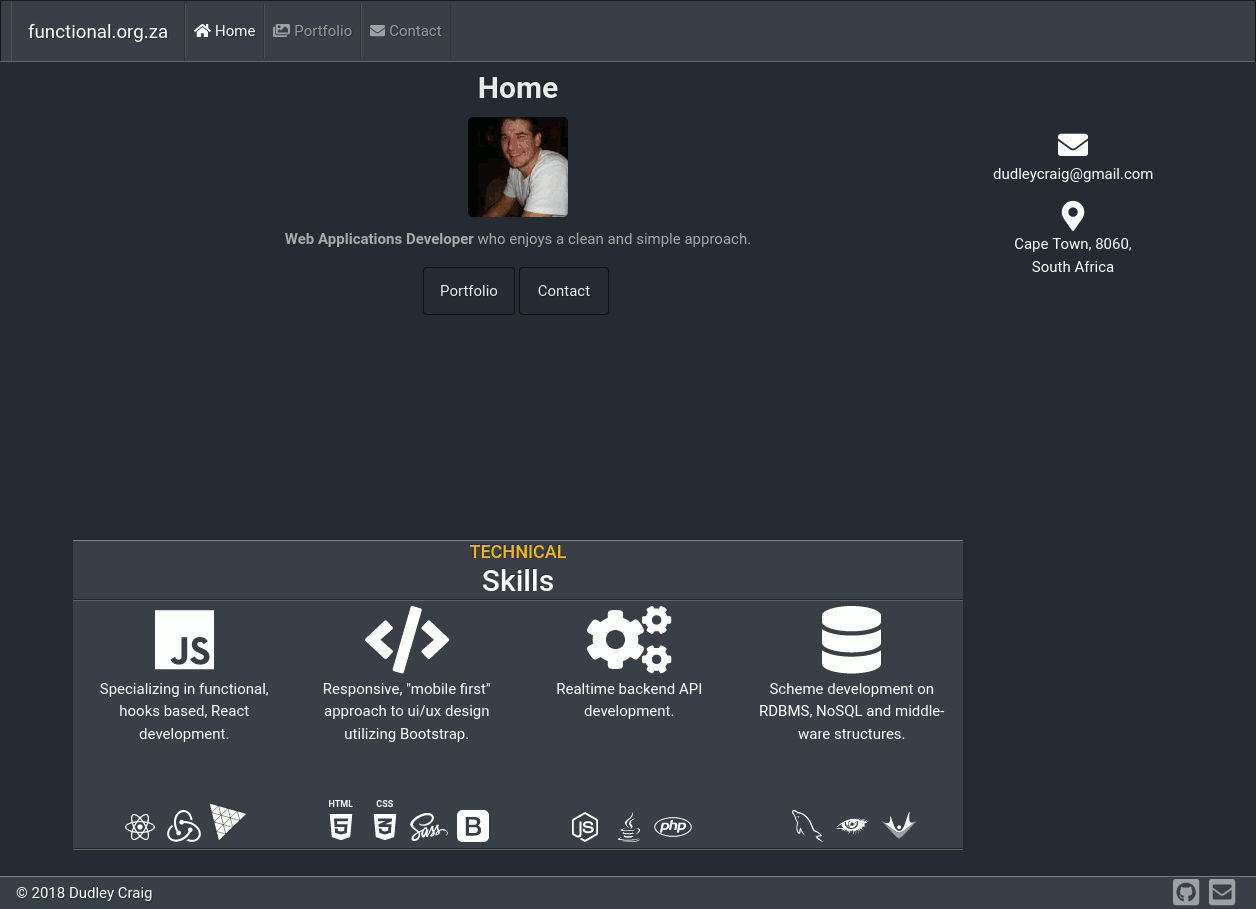 functional.org.za
Home
Portfolio
Contact
Home
Web Applications Developer who enjoys a clean and simple approach.
Portfolio
Contact
dudleycraig@gmail.com
Cape Town, 8060,
South Africa
TECHNICAL
Skills
JS
Specializing in functional,
hooks based, React
development.
Responsive, "mobile first"
approach to ui/ux design
utilizing Bootstrap.
HTML
5
CSS
3
Sass
B
Realtime backend API
development.
JS
php
Scheme development on
RDBMS, NoSQL and middle-
ware structures.
© 2018 Dudley Craig